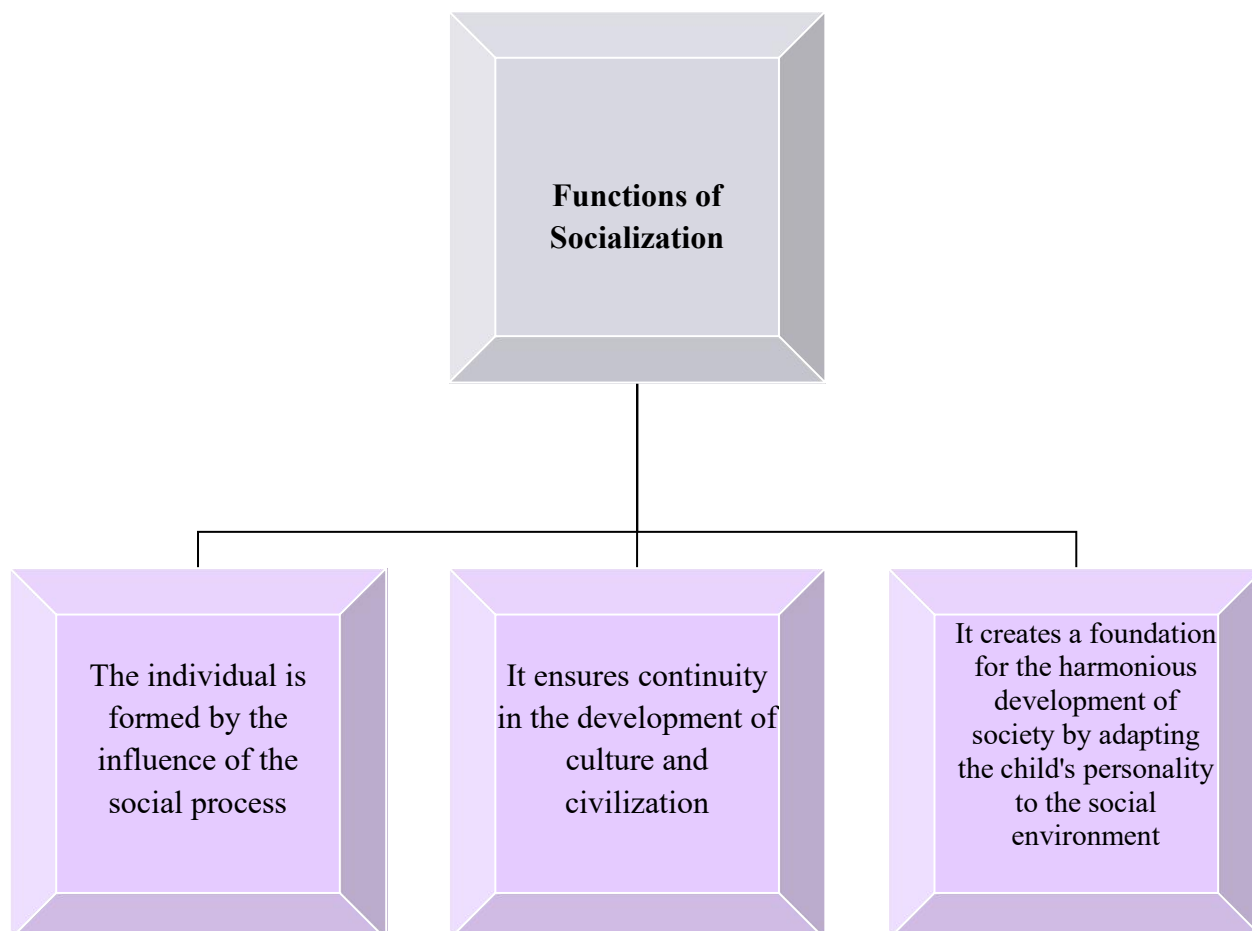 Functions of
Socialization
The individual is
formed by the
influence of the
social process
It ensures continuity
in the development of
culture and
civilization
It creates a foundation
for the harmonious
development of
society by adapting
the child's personality
to the social
environment